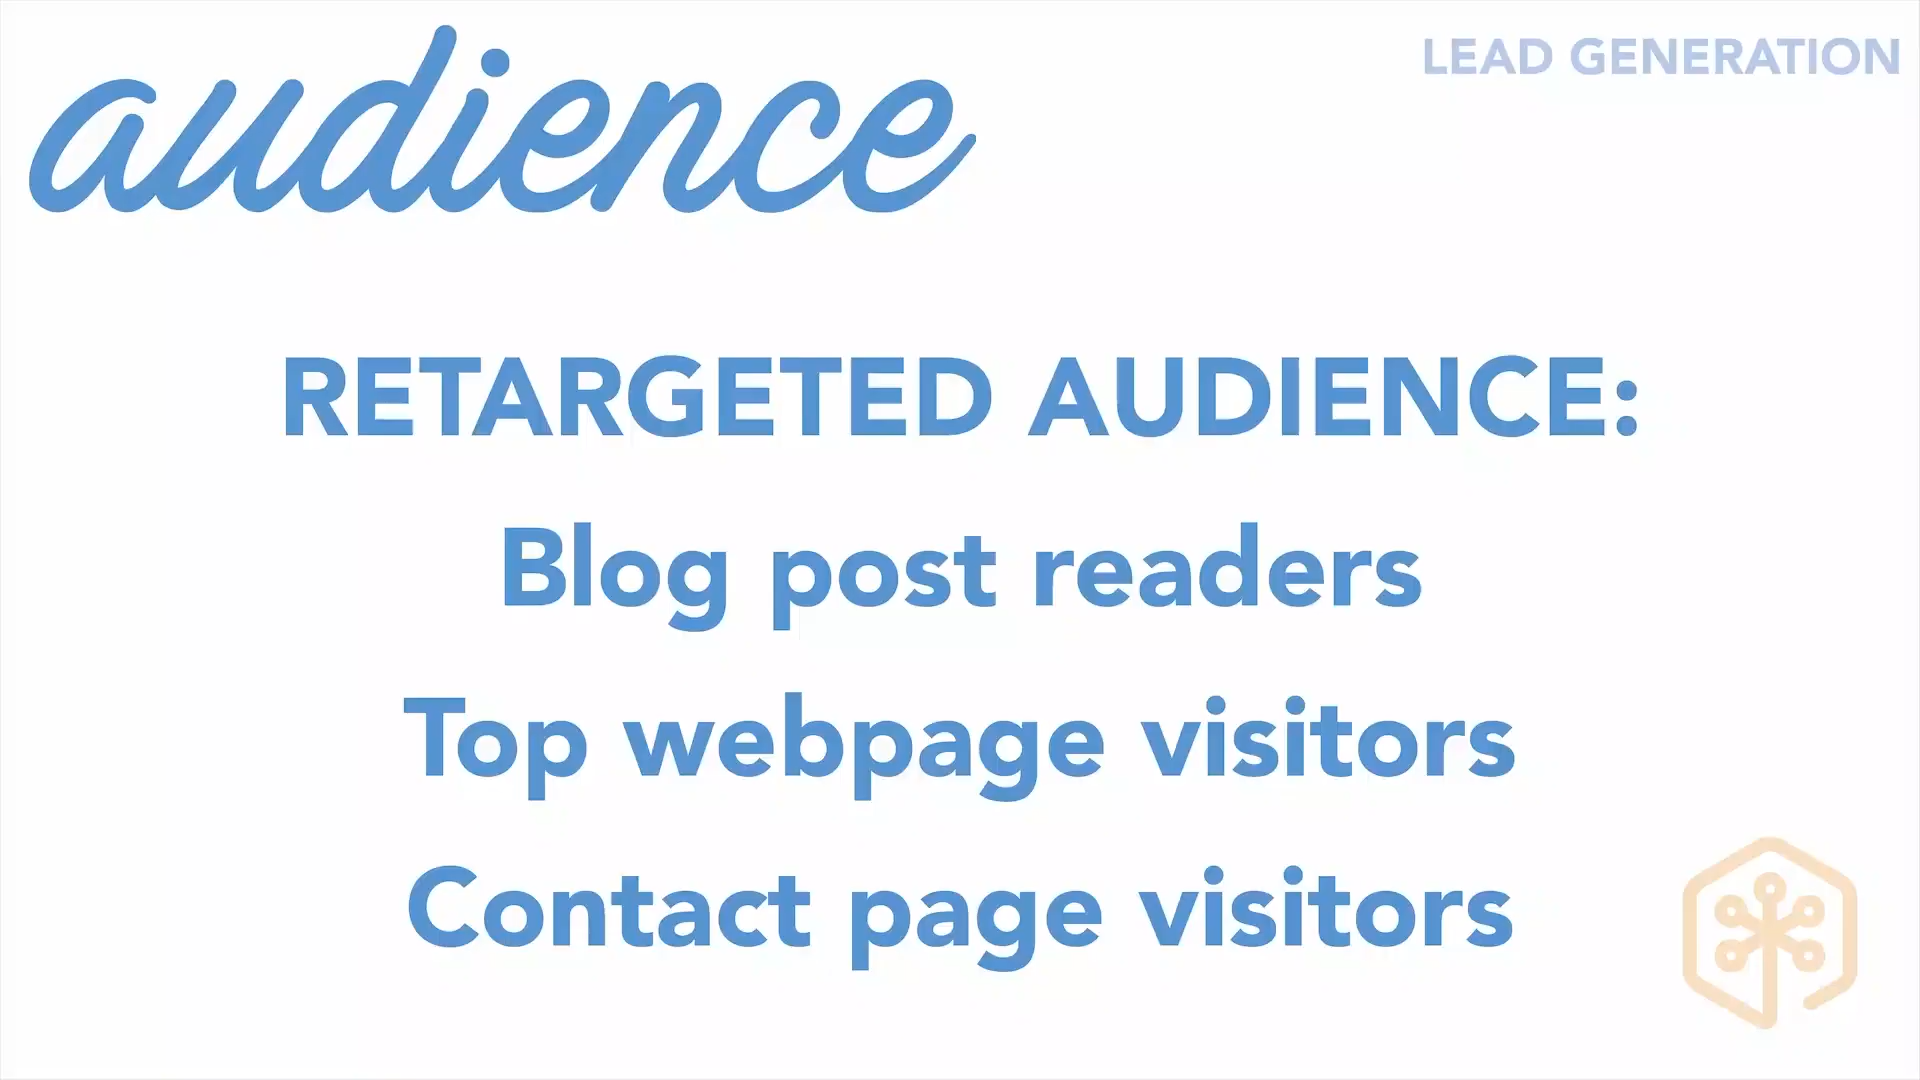 audience
LEAD GENERATION
RETARGETED AUDIENCE:
Blog post readers
Top webpage visitors
Contact page visitors